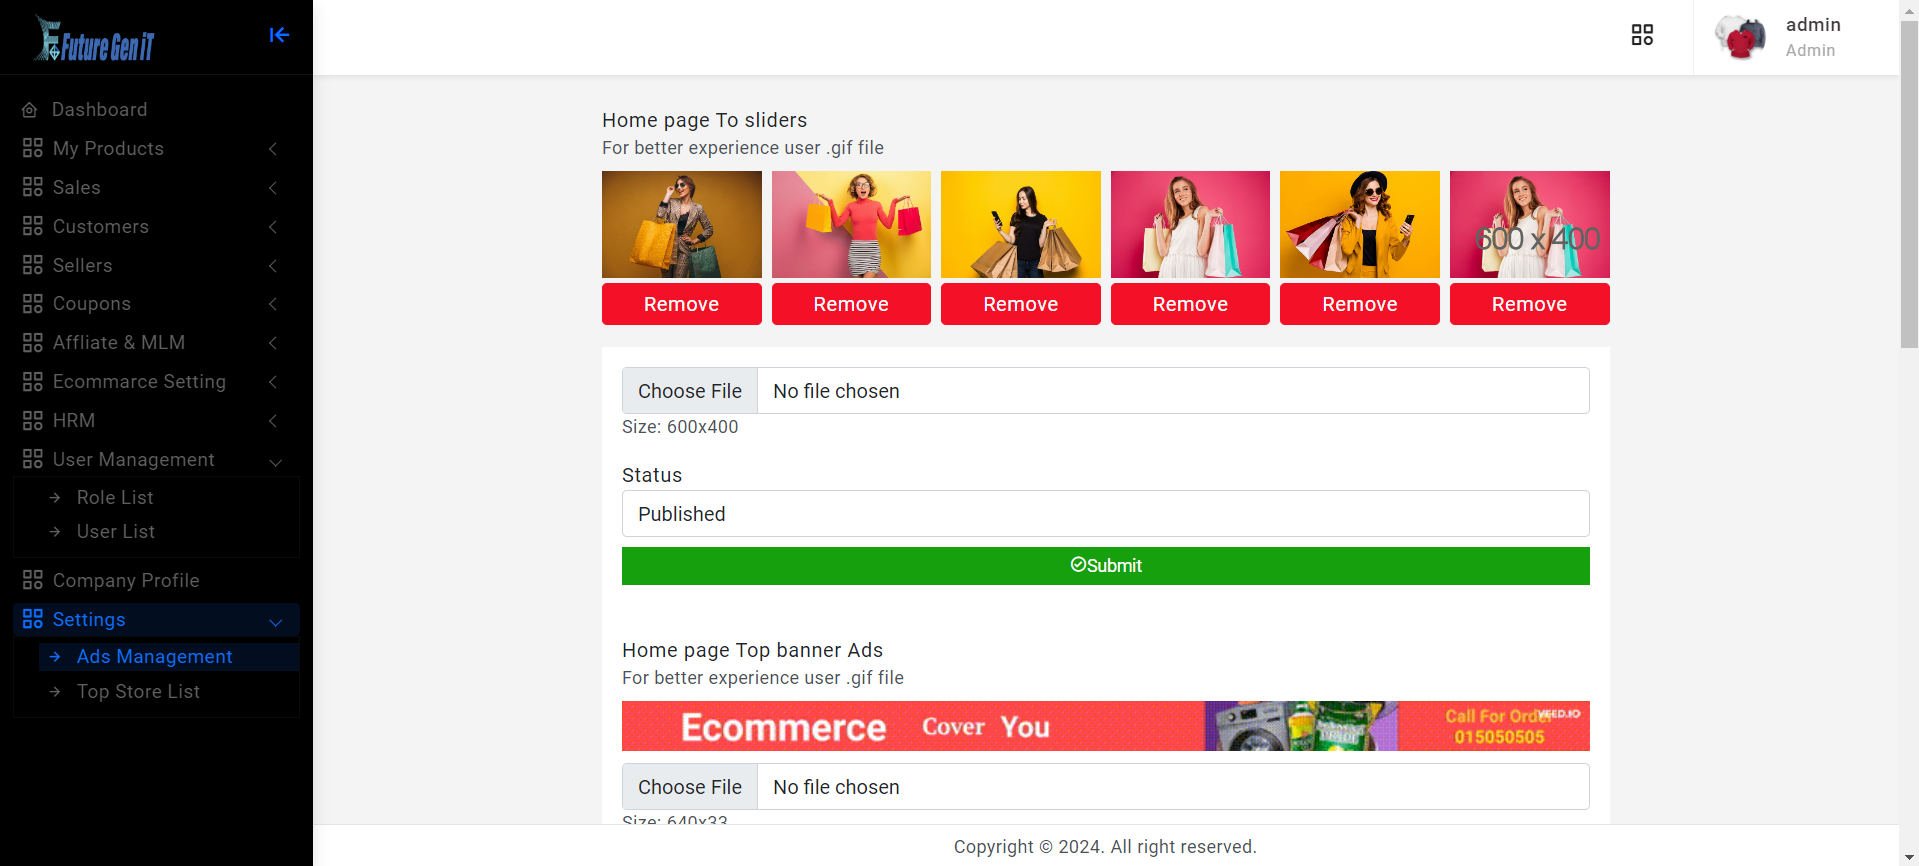 Future Gen iT
admin
Admin
Dashboard
My Products
Sales
Customers
Sellers
Coupons
Affliate & MLM
Ecommarce Setting
HRM
User Management
Role List
User List
Company Profile
Settings
Ads Management
Top Store List
Home page To sliders
For better experience user .gif file
600 x 400
Remove Remove Remove Remove Remove Remove
Choose File No file chosen
Size: 600x400
Status
Published
Submit
Home page Top banner Ads
For better experience user .gif file
Ecommerce Cover You
Call For Order
VEED.IO
015050505
Choose File No file chosen
Size: 640x33
Copyright © 2024. All right reserved.